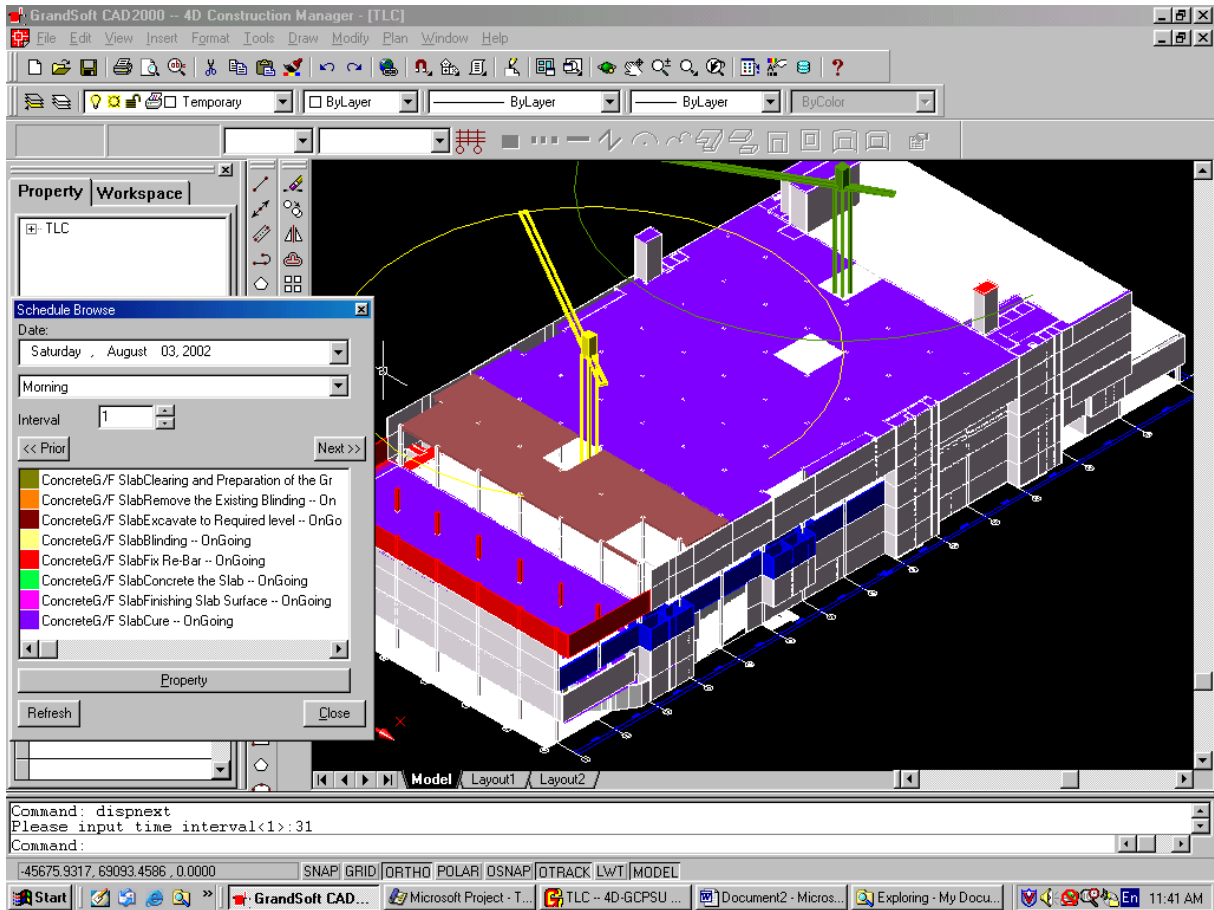 GrandSoft CAD2000 -- 4D Construction Manager - [TLC]
File Edit View Insert Format Tools Draw Modify Plan Window Help
Temporary ByLayer ByLayer ByLayer ByColor
Property Workspace
TLC
Schedule Browse
Date:
Saturday , August 03, 2002
Morning
Interval 1
<< Prior Next >>
ConcreteG/F SlabClearing and Preparation of the Gr
ConcreteG/F SlabRemove the Existing Blinding -- On
ConcreteG/F SlabExcavate to Required level -- OnGo
ConcreteG/F SlabBlinding -- OnGoing
ConcreteG/F SlabFix Re-Bar -- OnGoing
ConcreteG/F SlabConcrete the Slab -- OnGoing
ConcreteG/F SlabFinishing Slab Surface -- OnGoing
ConcreteG/F SlabCure -- OnGoing
Property
Refresh Close
Model Layout1 Layout2
Command: dispnext
Please input time interval<1>:31
Command:
-45675.9317, 69093.4586 , 0.0000 SNAP GRID ORTHO POLAR OSNAP OTRACK LWT MODEL
Start » GrandSoft CAD... Microsoft Project - T... TLC -- 4D-GCPSU ... Document2 - Micros... Exploring - My Docu... En 11:41 AM